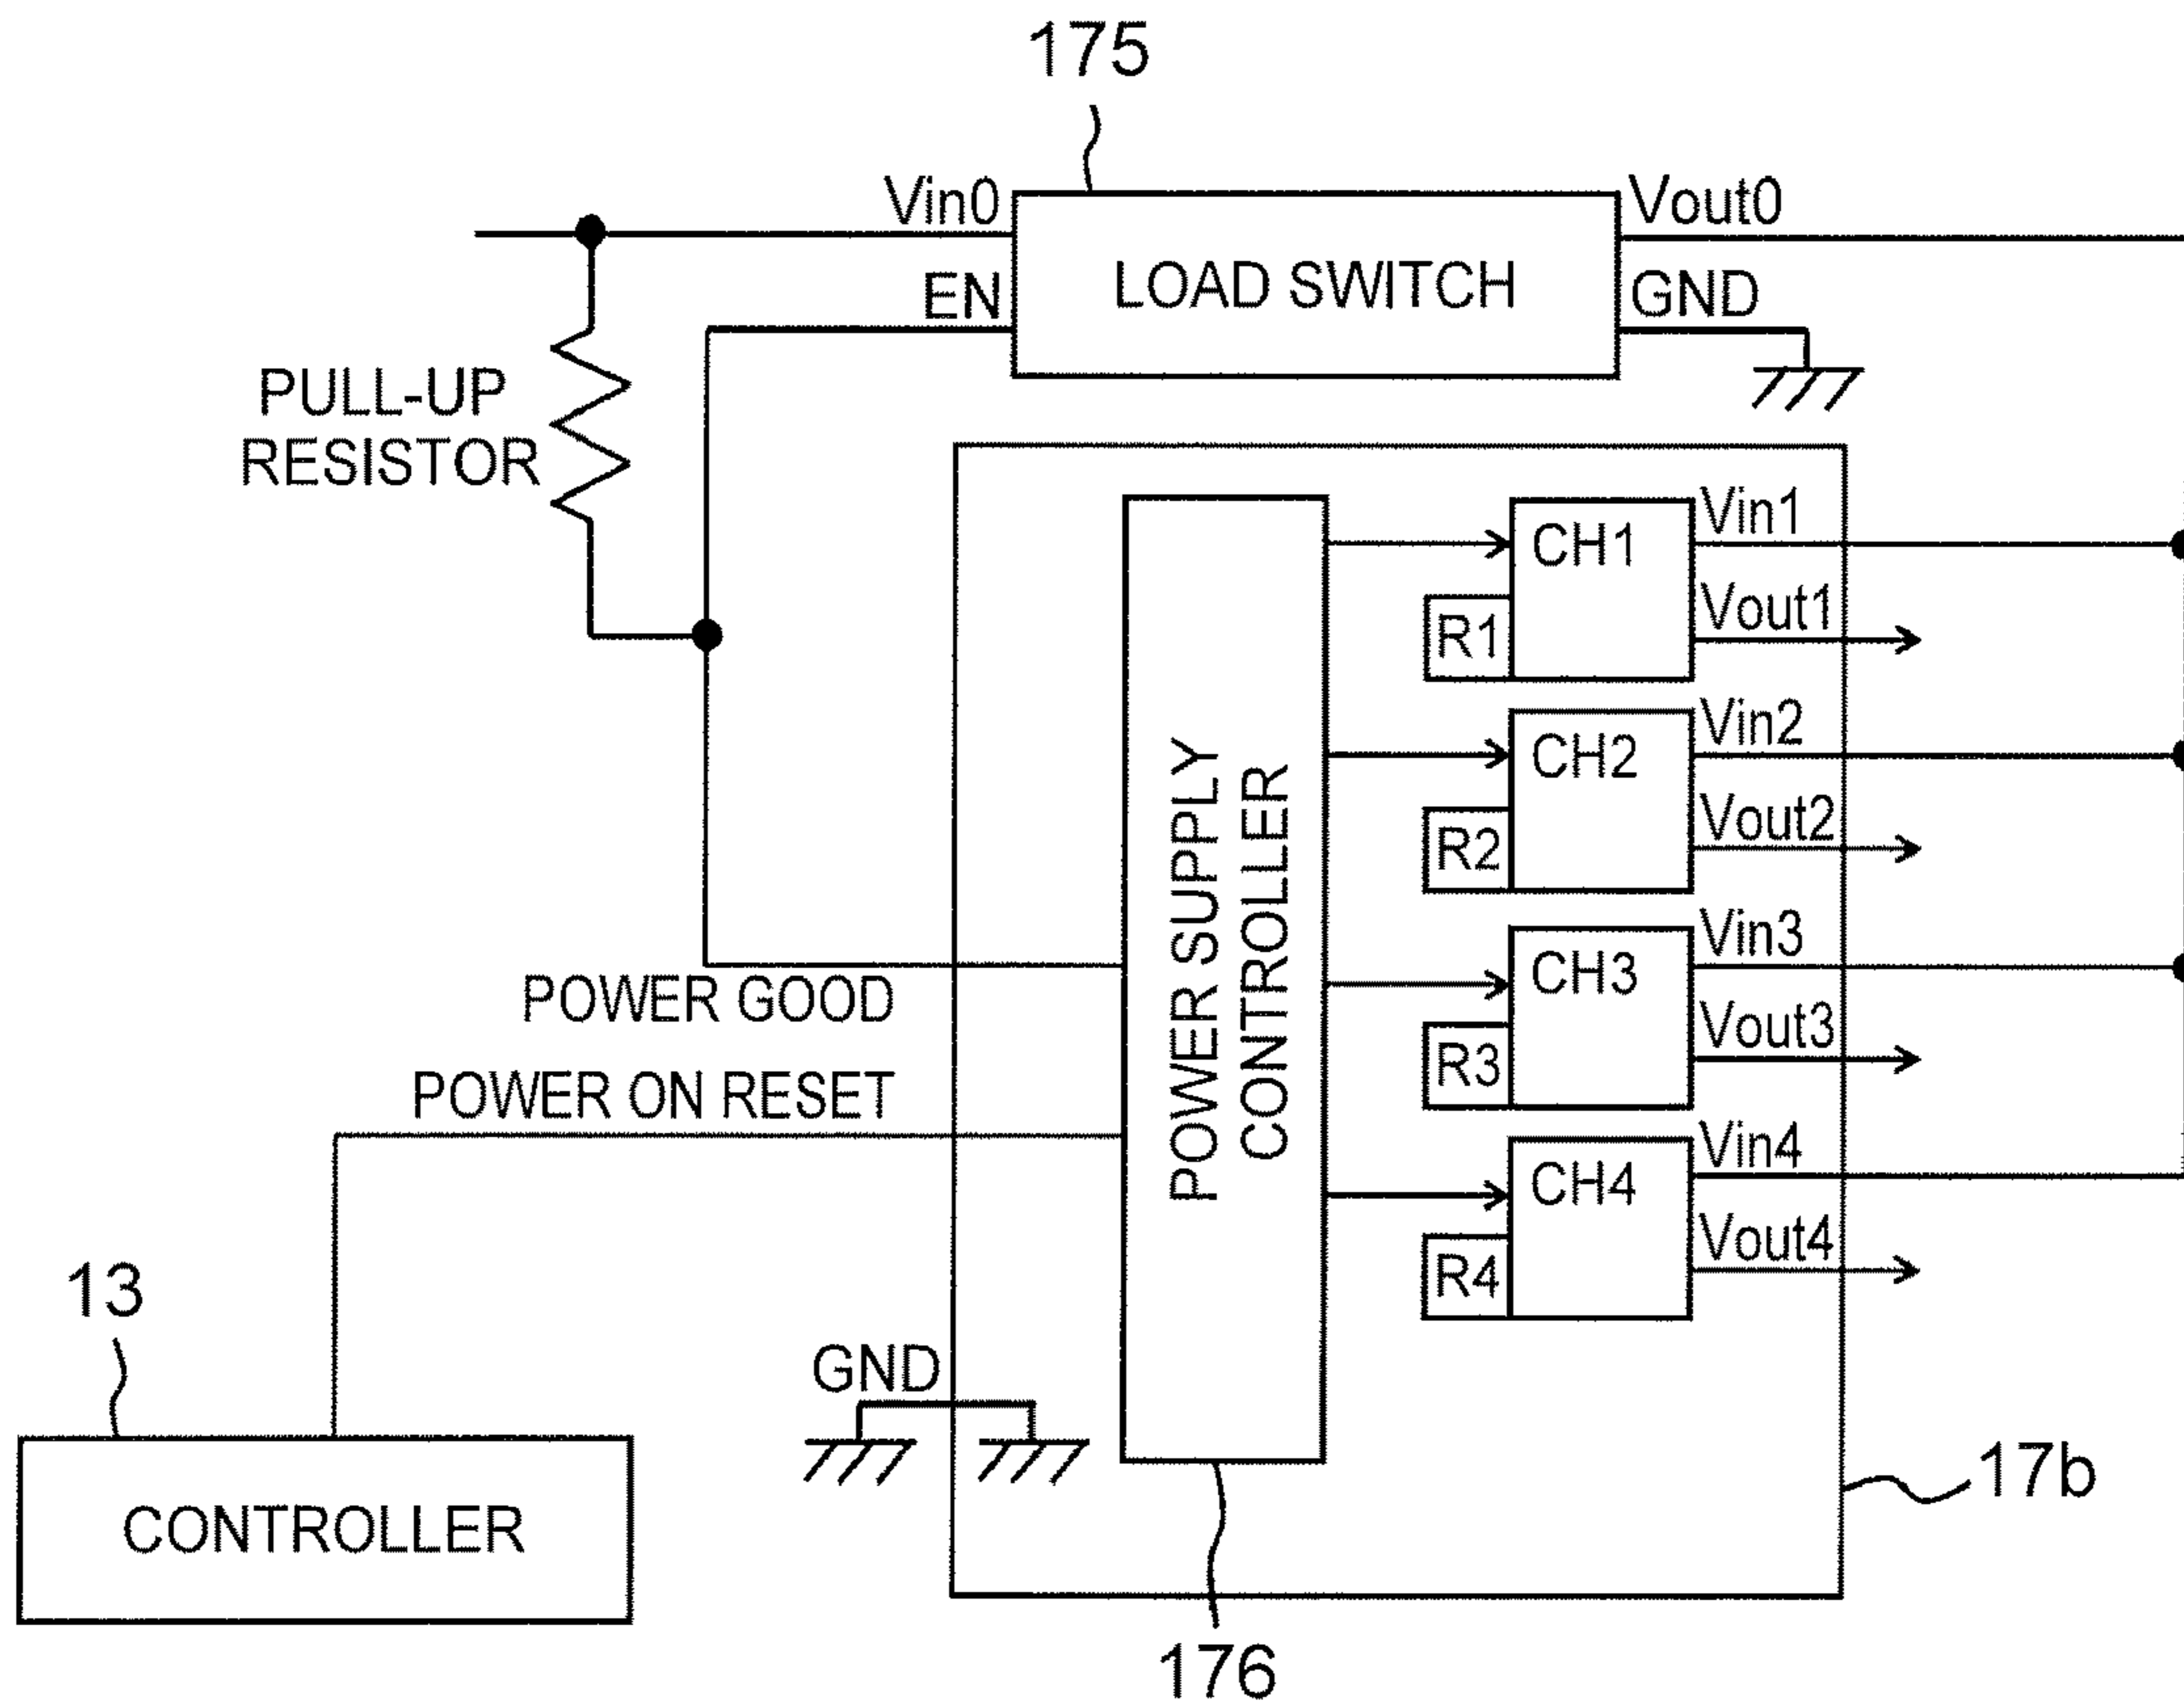 175
Vin0
Vout0
EN
LOAD SWITCH
GND
PULL-UP
RESISTOR
CH1
Vin1
R1
Vout1
CH2
Vin2
R2
Vout2
POWER SUPPLY
CONTROLLER
CH3
Vin3
R3
Vout3
POWER GOOD
POWER ON RESET
CH4
Vin4
R4
Vout4
13
GND
CONTROLLER
17b
176